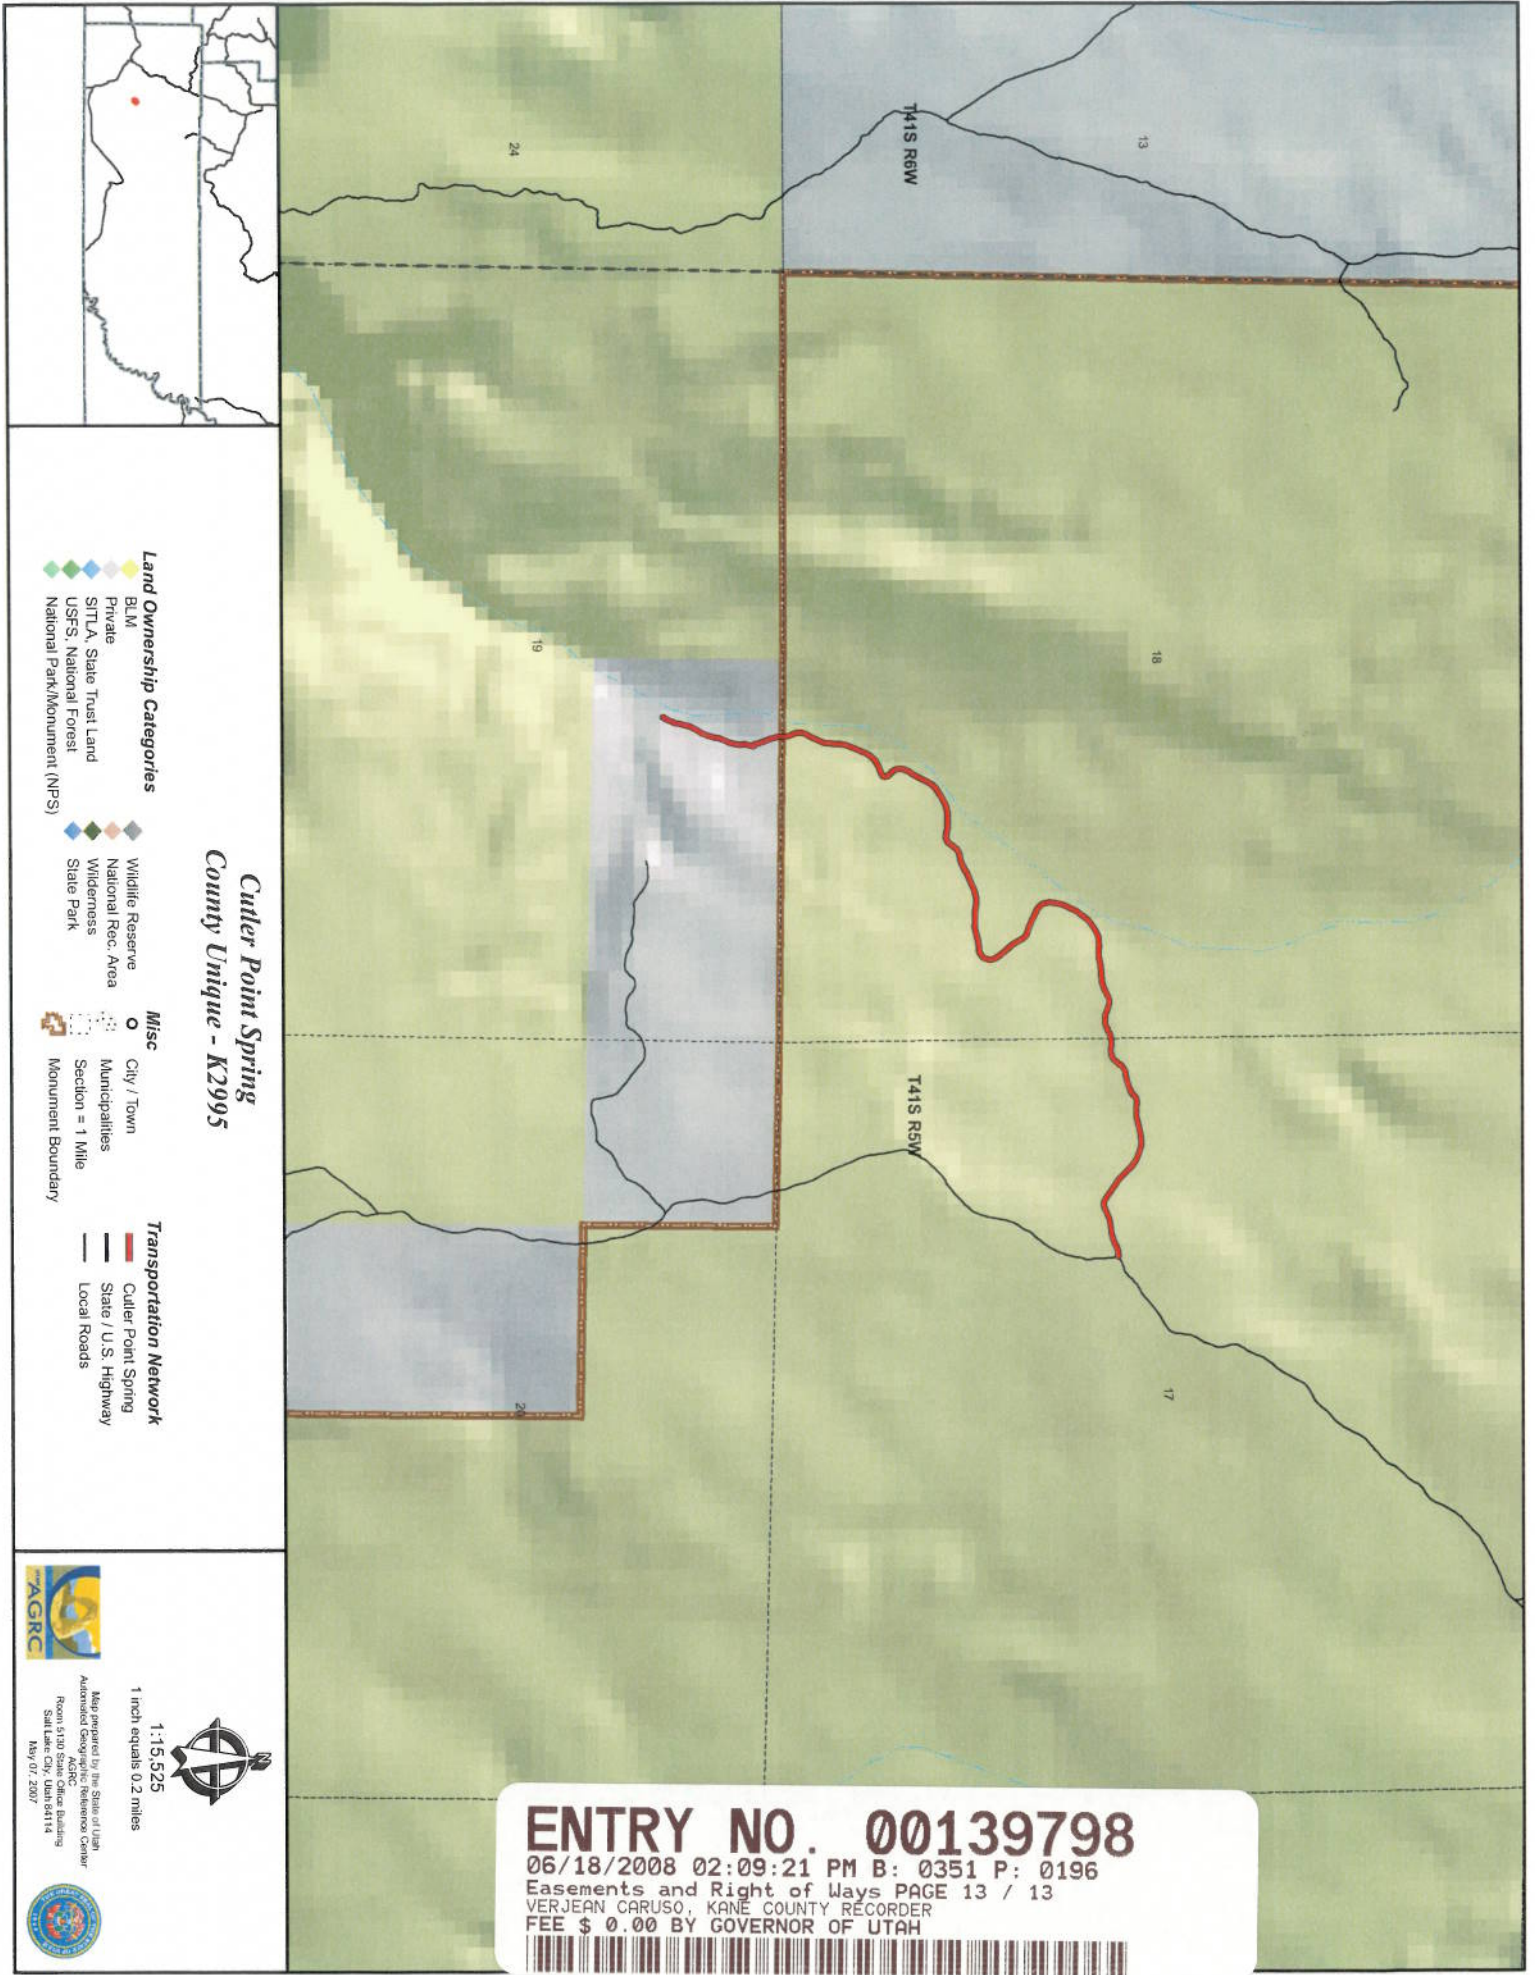 13
T41S R6W
24
18
19
T41S R5W
17
20
Cutler Point Spring
County Unique - K2995
Land Ownership Categories
BLM
Private
SITLA, State Trust Land
USFS, National Forest
National Park/Monument (NPS)
Wildlife Reserve
National Rec. Area
Wilderness
State Park
Misc
City / Town
Municipalities
Section = 1 Mile
Monument Boundary
Transportation Network
Cutler Point Spring
State / U.S. Highway
Local Roads
N
1:15,525
1 inch equals 0.2 miles
AGRC
Map prepared by the State of Utah
Automated Geographic Reference Center
AGRC
Room 5130 State Office Building
Salt Lake City, Utah 84114
May 07, 2007
ENTRY NO. 00139798
06/18/2008 02:09:21 PM B: 0351 P: 0196
Easements and Right of Ways PAGE 13 / 13
VERJEAN CARUSO, KANE COUNTY RECORDER
FEE $ 0.00 BY GOVERNOR OF UTAH